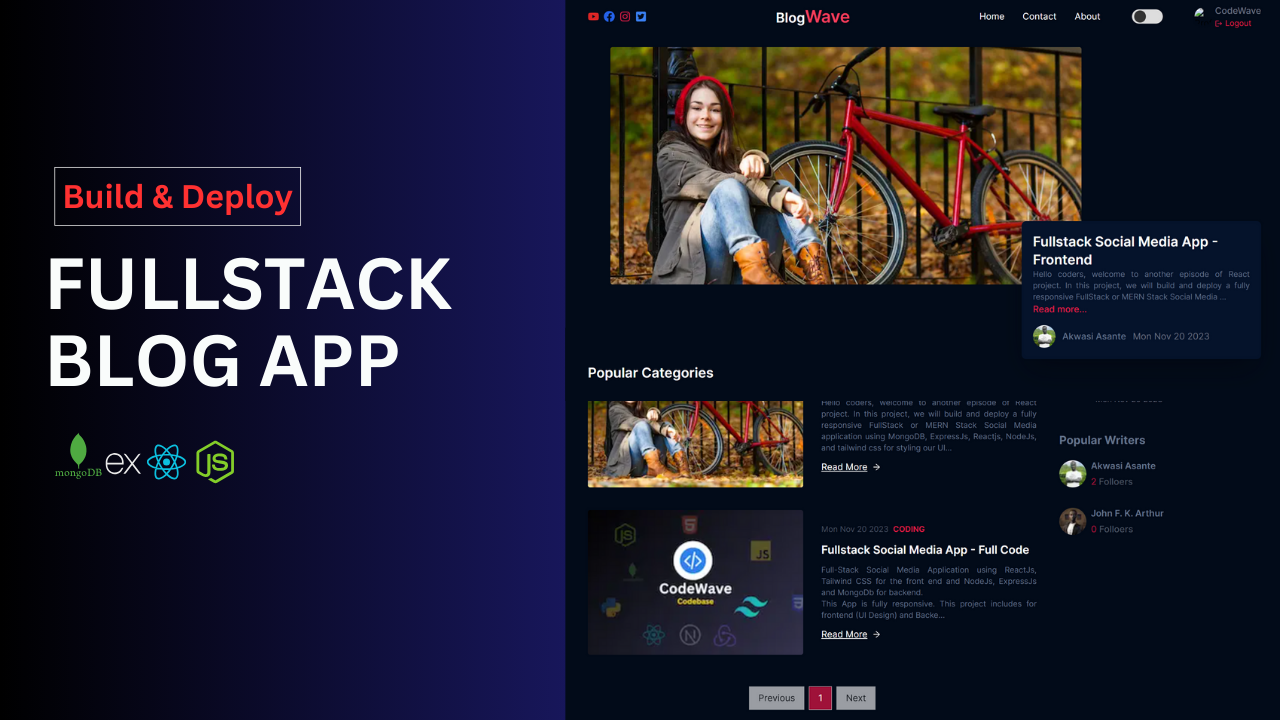 Build & Deploy
FULLSTACK
BLOG APP
mongoDB
ex
JS
BlogWave
Home
Contact
About
CodeWave
Logout
Fullstack Social Media App -
Frontend
Hello coders, welcome to another episode of React
project. In this project, we will build and deploy a fully
responsive FullStack or MERN Stack Social Media ...
Read more...
Akwasi Asante Mon Nov 20 2023
Popular Categories
Hello coders, welcome to another episode of React
project. In this project, we will build and deploy a fully
responsive FullStack or MERN Stack Social Media
application using MongoDB, ExpressJs, Reactjs, NodeJs,
and tailwind css for styling our UI...
Read More →
Popular Writers
Akwasi Asante
2 Folloers
John F. K. Arthur
0 Folloers
JS
JS
CodeWave
Codebase
N
Mon Nov 20 2023 CODING
Fullstack Social Media App - Full Code
Full-Stack Social Media Application using ReactJs,
Tailwind CSS for the front end and NodeJs, ExpressJs
and MongoDb for backend.
This App is fully responsive. This project includes for
frontend (UI Design) and Backe...
Read More →
Previous
1
Next